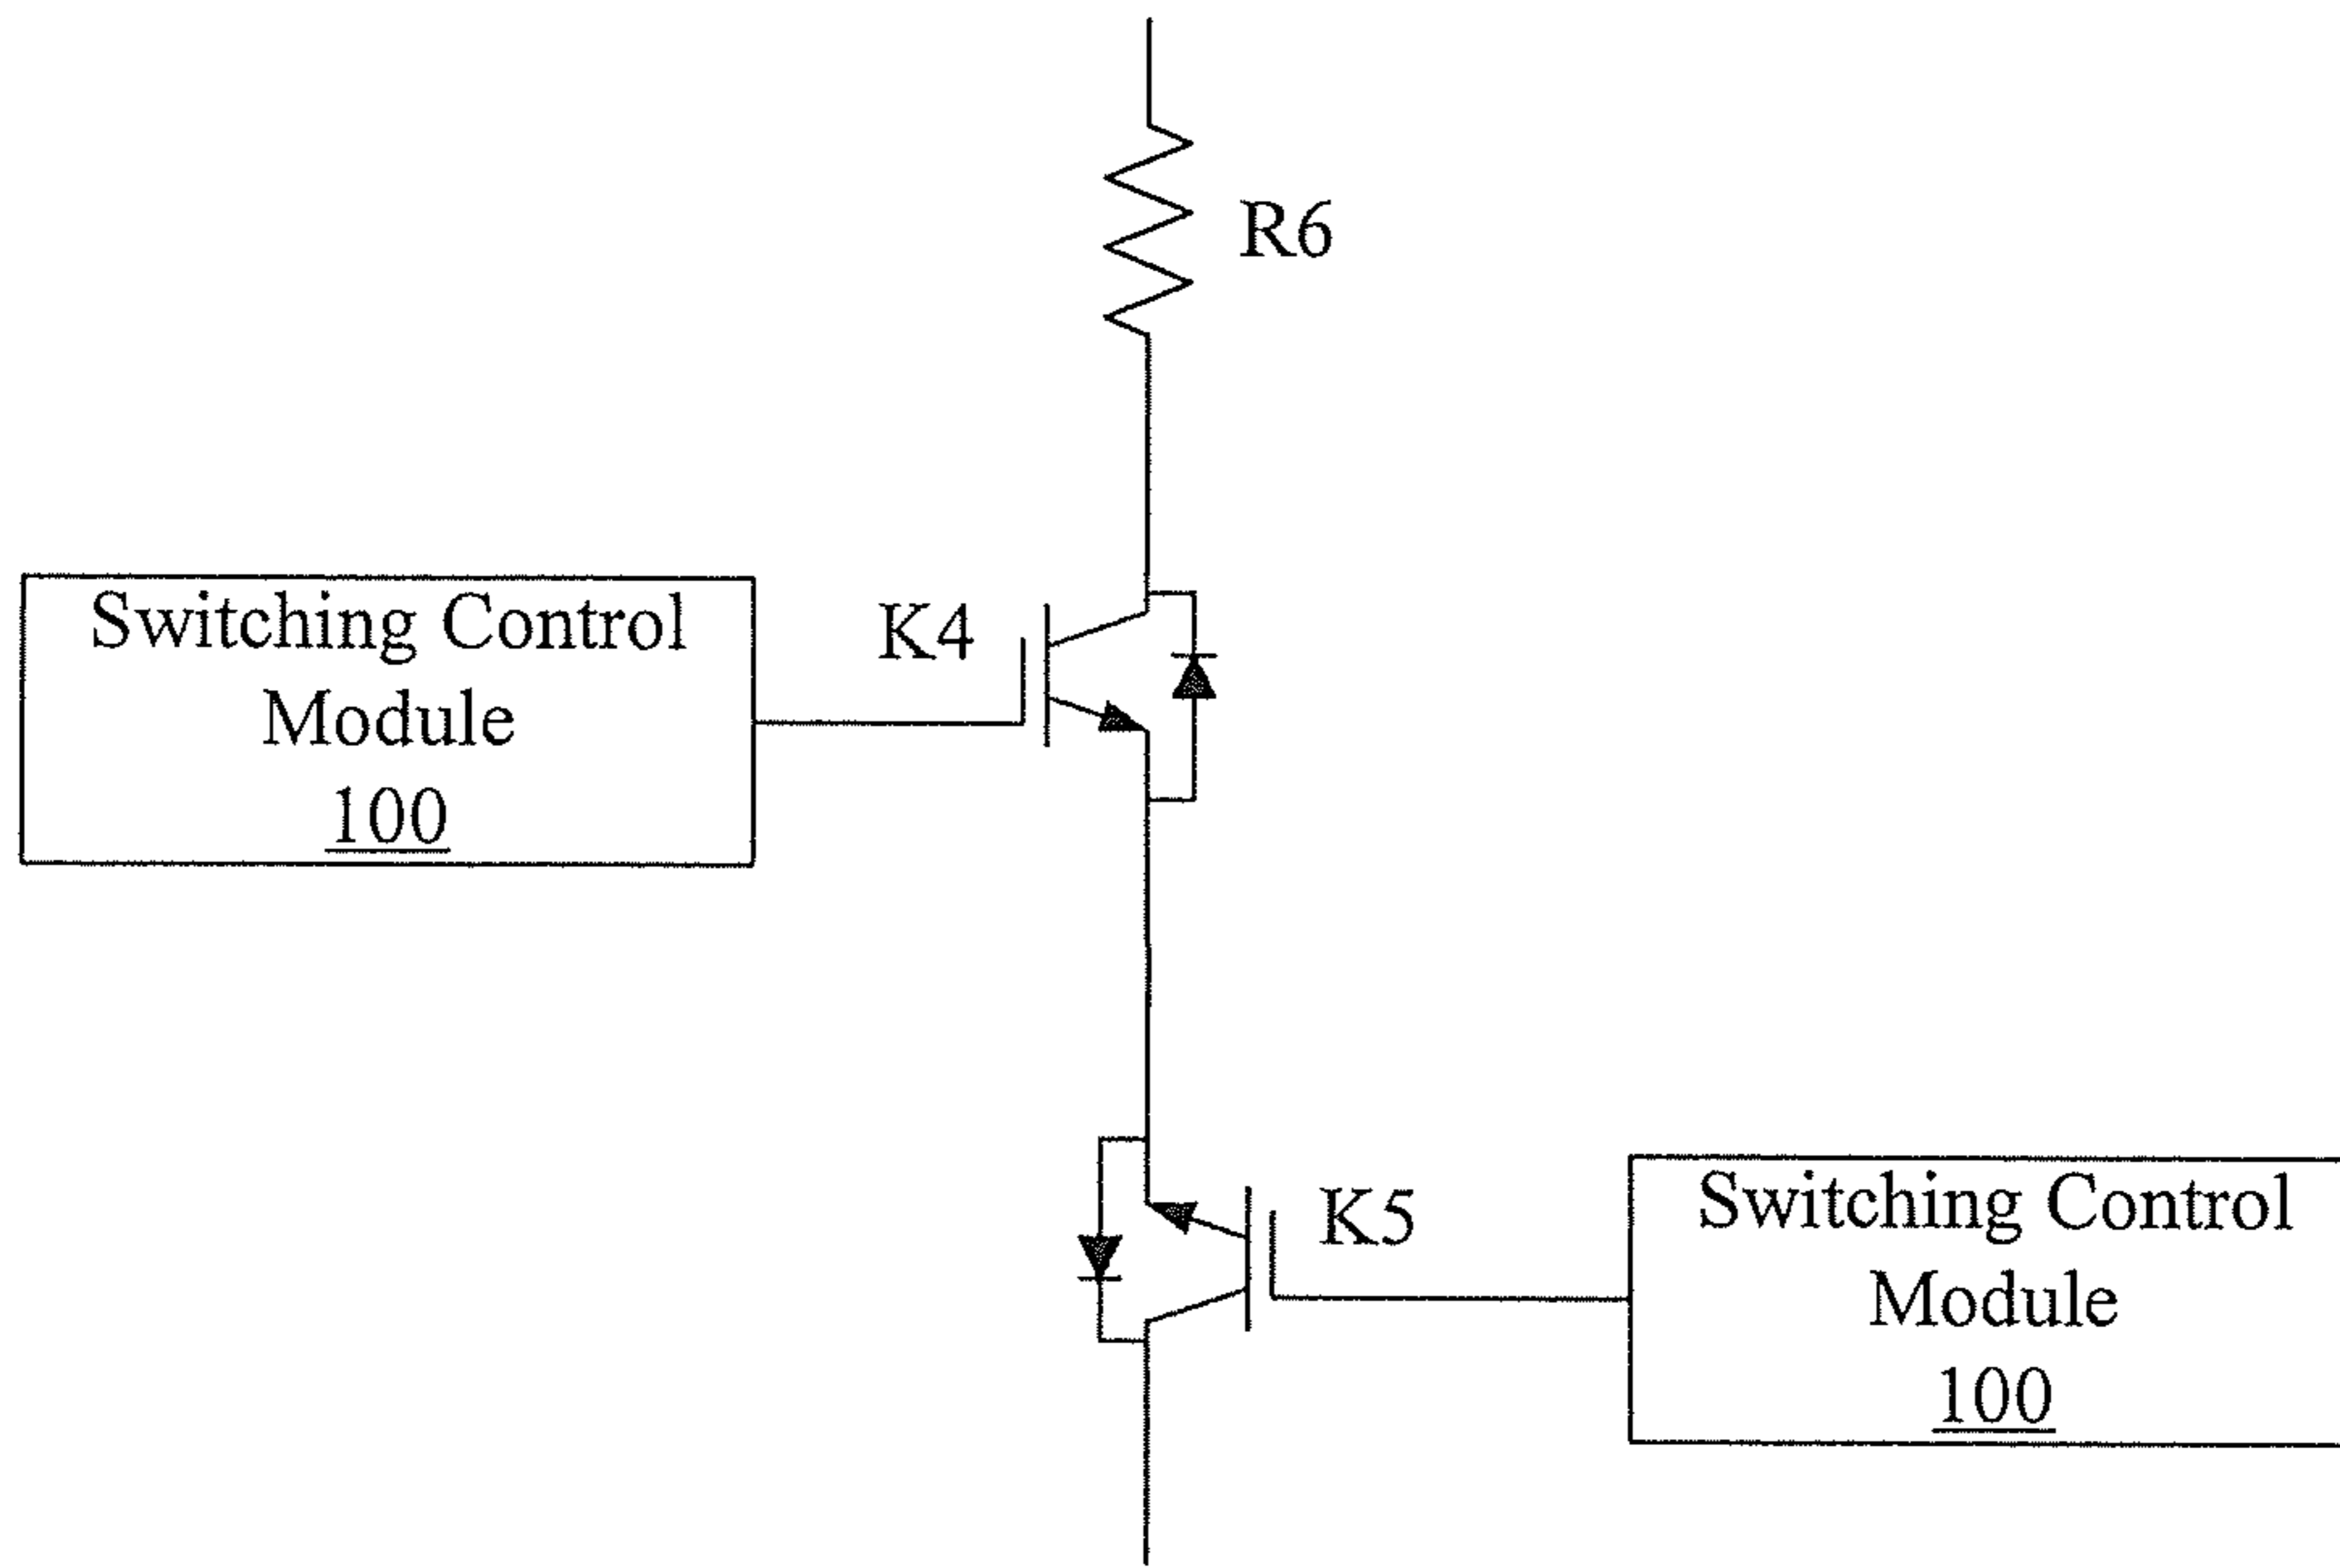 R6
K4
Switching Control
Module
100
K5
Switching Control
Module
100